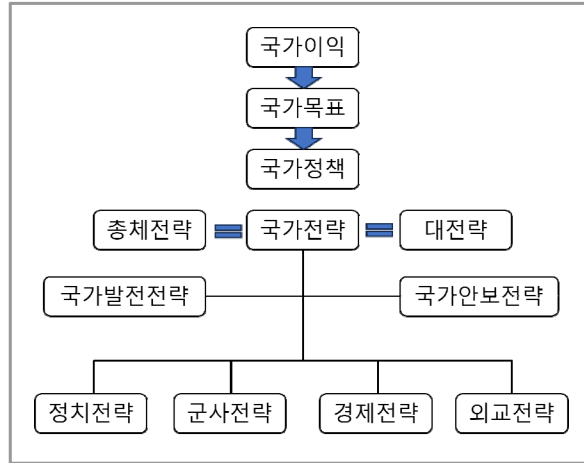 국가이익
국가목표
국가정책
총체전략 = 국가전략 = 대전략
국가발전전략 국가안보전략
정치전략 군사전략 경제전략 외교전략